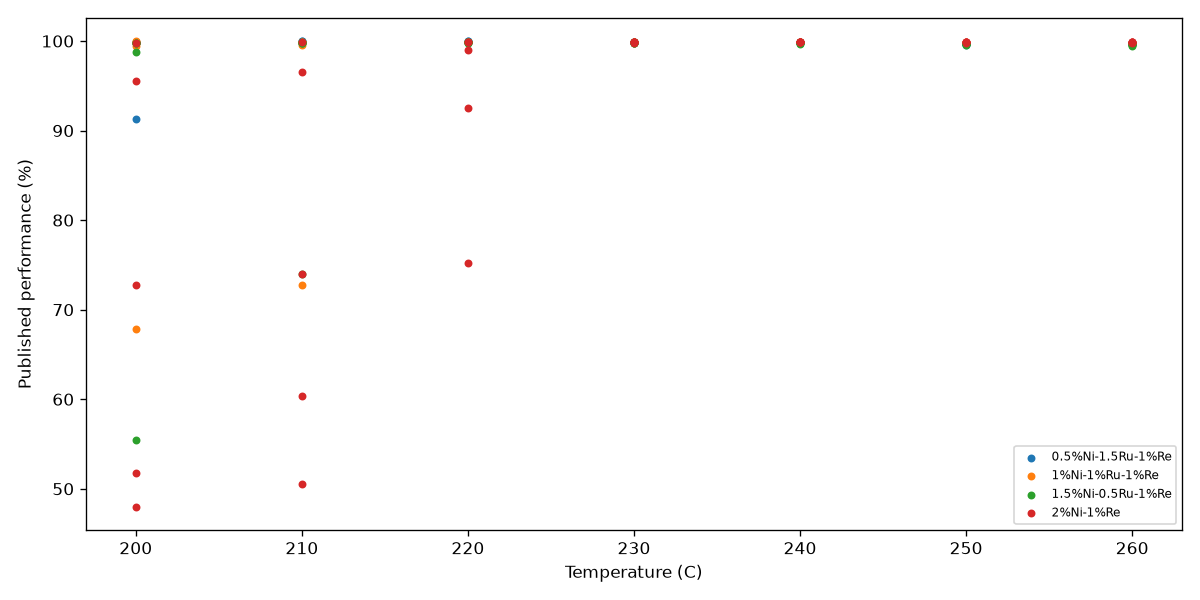 Published performance (%)
100
90
80
70
60
50
200 210 220 230 240 250 260
Temperature (C)
0.5%Ni-1.5Ru-1%Re
1%Ni-1%Ru-1%Re
1.5%Ni-0.5Ru-1%Re
2%Ni-1%Re